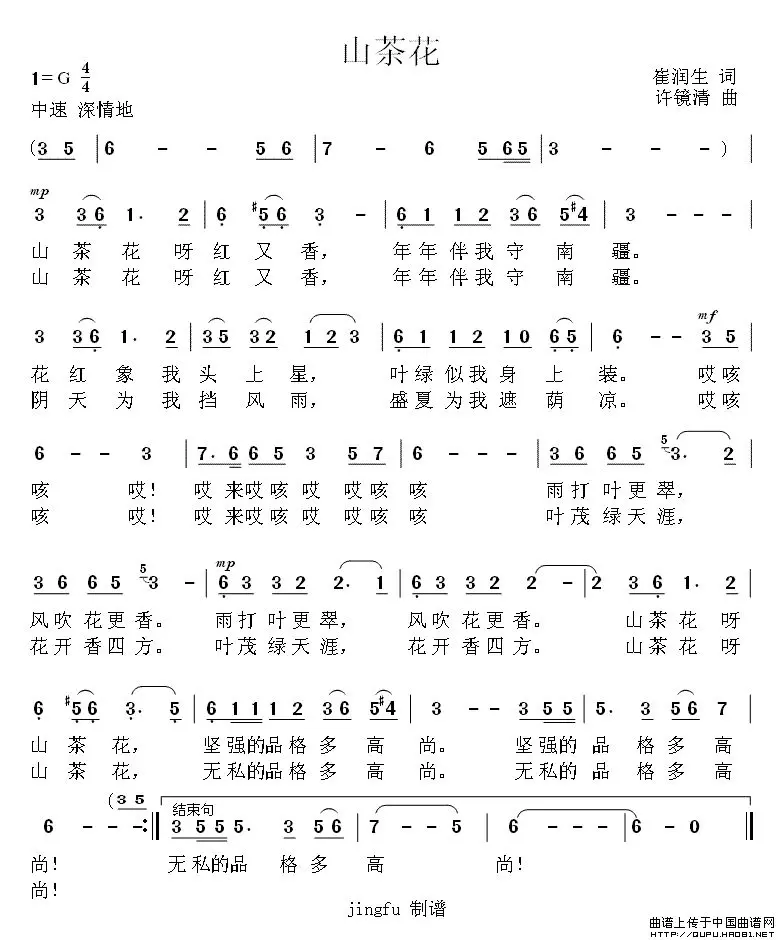 山茶花
1=G 4/4
崔润生 词
中速 深情地
许镜清 曲
(3 5 | 6 - - 5 6 | 7 - 6 5 6 5 | 3 - - - ) |
mp
3 3 6 1· 2 | 6 #5 6 3 - | 6 1 1 2 3 6 5 #4 | 3 - - - |
山 茶 花 呀 红 又 香， 年 年 伴 我 守 南 疆。
山 茶 花 呀 红 又 香， 年 年 伴 我 守 南 疆。
mf
3 3 6 1· 2 | 3 5 3 2 1 2 3 | 6 1 1 2 1 0 6 5 | 6 - - 3 5 |
花 红 象 我 头 上 星， 叶 绿 似 我 身 上 装。 哎 咳
阴 天 为 我 挡 风 雨， 盛 夏 为 我 遮 荫 凉。 哎 咳
6 - - 3 | 7· 6 6 5 3 5 7 | 6 - - - | 3 6 6 5 5 3· 2 |
咳 哎！ 哎 来 哎 咳 哎 哎 咳 咳 雨 打 叶 更 翠，
咳 哎！ 哎 来 哎 咳 哎 哎 咳 咳 叶 茂 绿 天 涯，
mp
3 6 6 5 5 3 - | 6 3 3 2 2· 1 | 6 3 3 2 2 - | 2 3 6 1· 2 |
风 吹 花 更 香。 雨 打 叶 更 翠， 风 吹 花 更 香。 山 茶 花 呀
花 开 香 四 方。 叶 茂 绿 天 涯， 花 开 香 四 方。 山 茶 花 呀
6 #5 6 3· 5 | 6 1 1 1 2 3 6 5 #4 | 3 - - 3 5 5 | 5· 3 5 6 7 |
山 茶 花， 坚 强 的 品 格 多 高 尚。 坚 强 的 品 格 多 高
山 茶 花， 无 私 的 品 格 多 高 尚。 无 私 的 品 格 多 高
(3 5 结束句
6 - - - :‖ 3 5 5 5· 3 5 6 | 7 - - 5 | 6 - - - | 6 - 0 ‖
尚！ 无 私 的 品 格 多 高 尚！
尚！
jingfu 制谱
曲谱上传于中国曲谱网
HTTP://QUPU.HAO81.NET